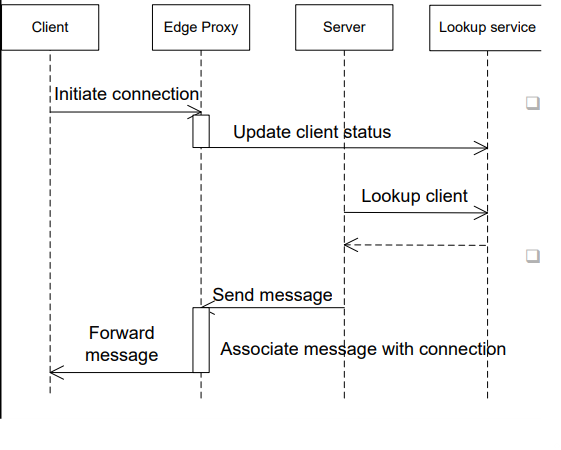 Client
Edge Proxy
Server
Lookup service
Initiate connection
Update client status
Lookup client
Send message
Forward
message
Associate message with connection